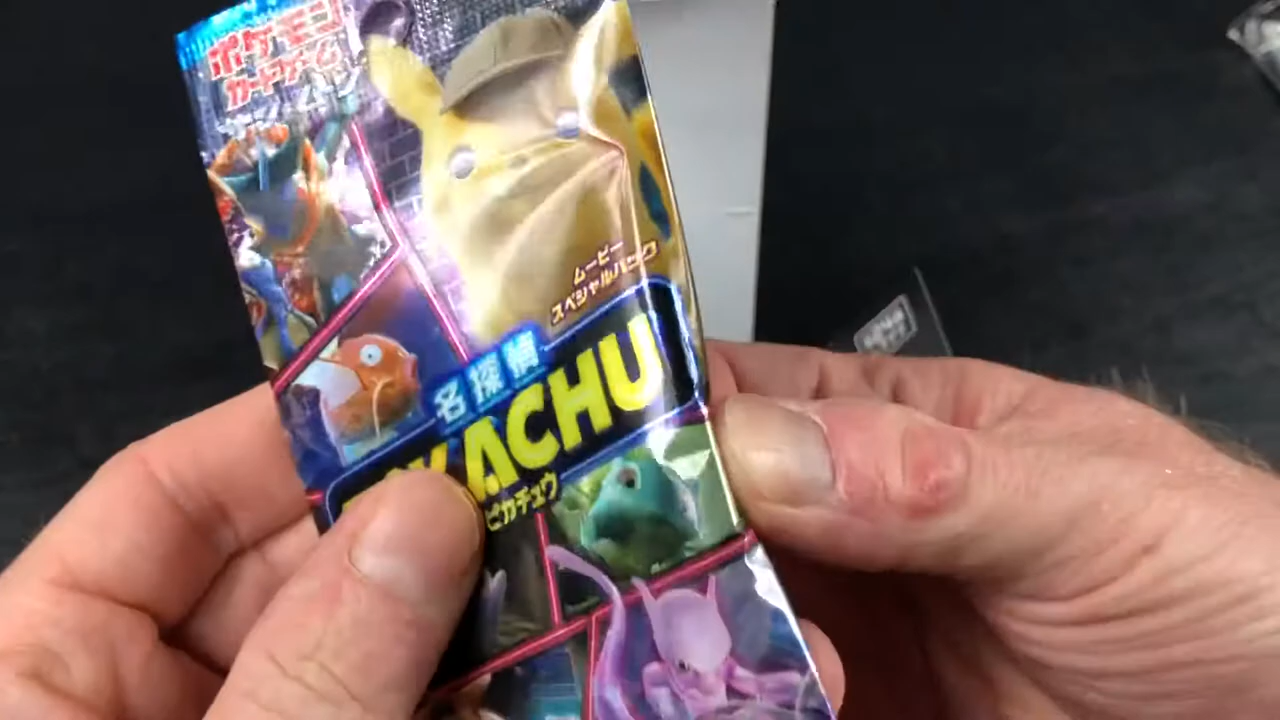 ポケモン
カードゲーム
ムービー
スペシャルパック
名探偵
KACHU
ピカチュウ